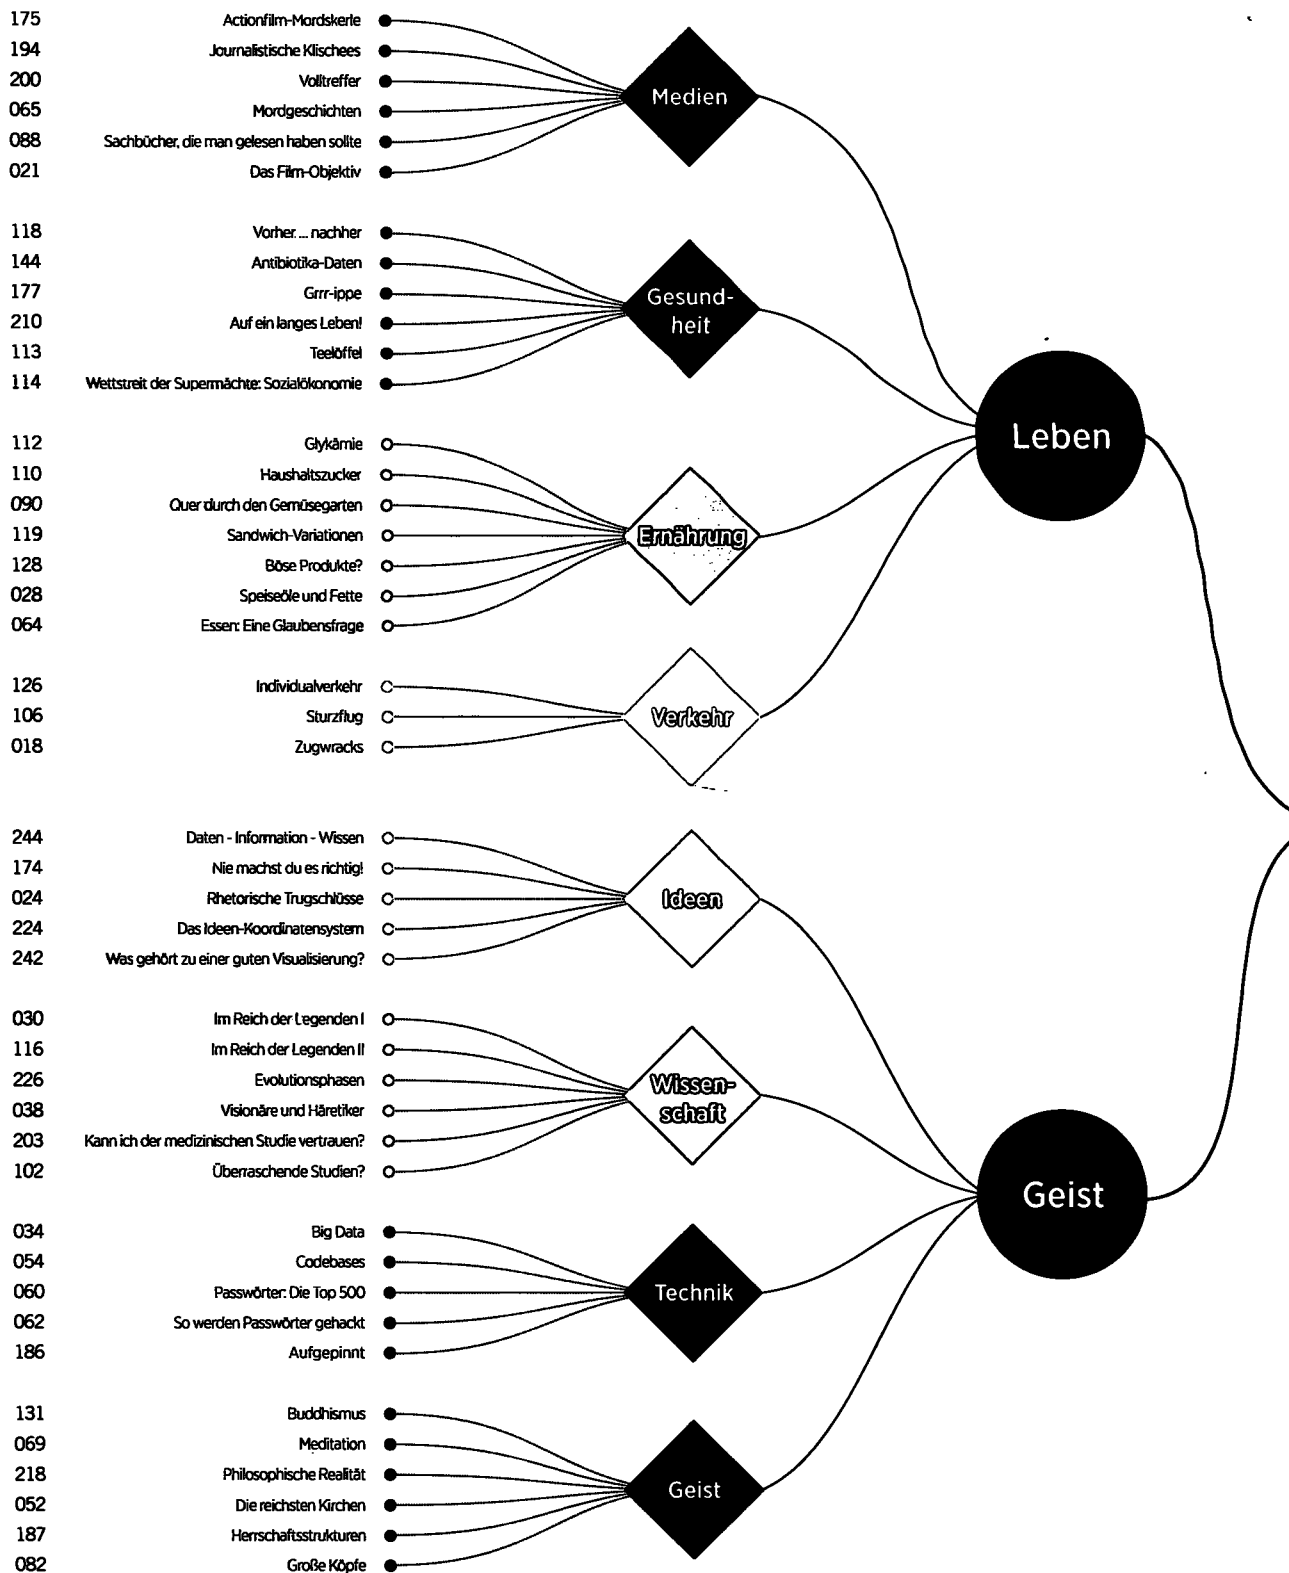 175 Actionfilm-Mordskerle
194 Journalistische Klischees
200 Volltreffer
065 Mordgeschichten
088 Sachbücher, die man gelesen haben sollte
021 Das Film-Objektiv
Medien
118 Vorher ... nachher
144 Antibiotika-Daten
177 Grrr-ippe
210 Auf ein langes Leben!
113 Teelöffel
114 Wettstreit der Supermächte: Sozialökonomie
Gesund-
heit
Leben
112 Glykämie
110 Haushaltszucker
090 Quer durch den Gemüsegarten
119 Sandwich-Variationen
128 Böse Produkte?
028 Speiseöle und Fette
064 Essen: Eine Glaubensfrage
Ernährung
126 Individualverkehr
106 Sturzflug
018 Zugwracks
Verkehr
244 Daten - Information - Wissen
174 Nie machst du es richtig!
024 Rhetorische Trugschlüsse
224 Das Ideen-Koordinatensystem
242 Was gehört zu einer guten Visualisierung?
Ideen
030 Im Reich der Legenden I
116 Im Reich der Legenden II
226 Evolutionsphasen
038 Visionäre und Häretiker
203 Kann ich der medizinischen Studie vertrauen?
102 Überraschende Studien?
Wissen-
schaft
Geist
034 Big Data
054 Codebases
060 Passwörter: Die Top 500
062 So werden Passwörter gehackt
186 Aufgepinnt
Technik
131 Buddhismus
069 Meditation
218 Philosophische Realität
052 Die reichsten Kirchen
187 Herrschaftsstrukturen
082 Große Köpfe
Geist